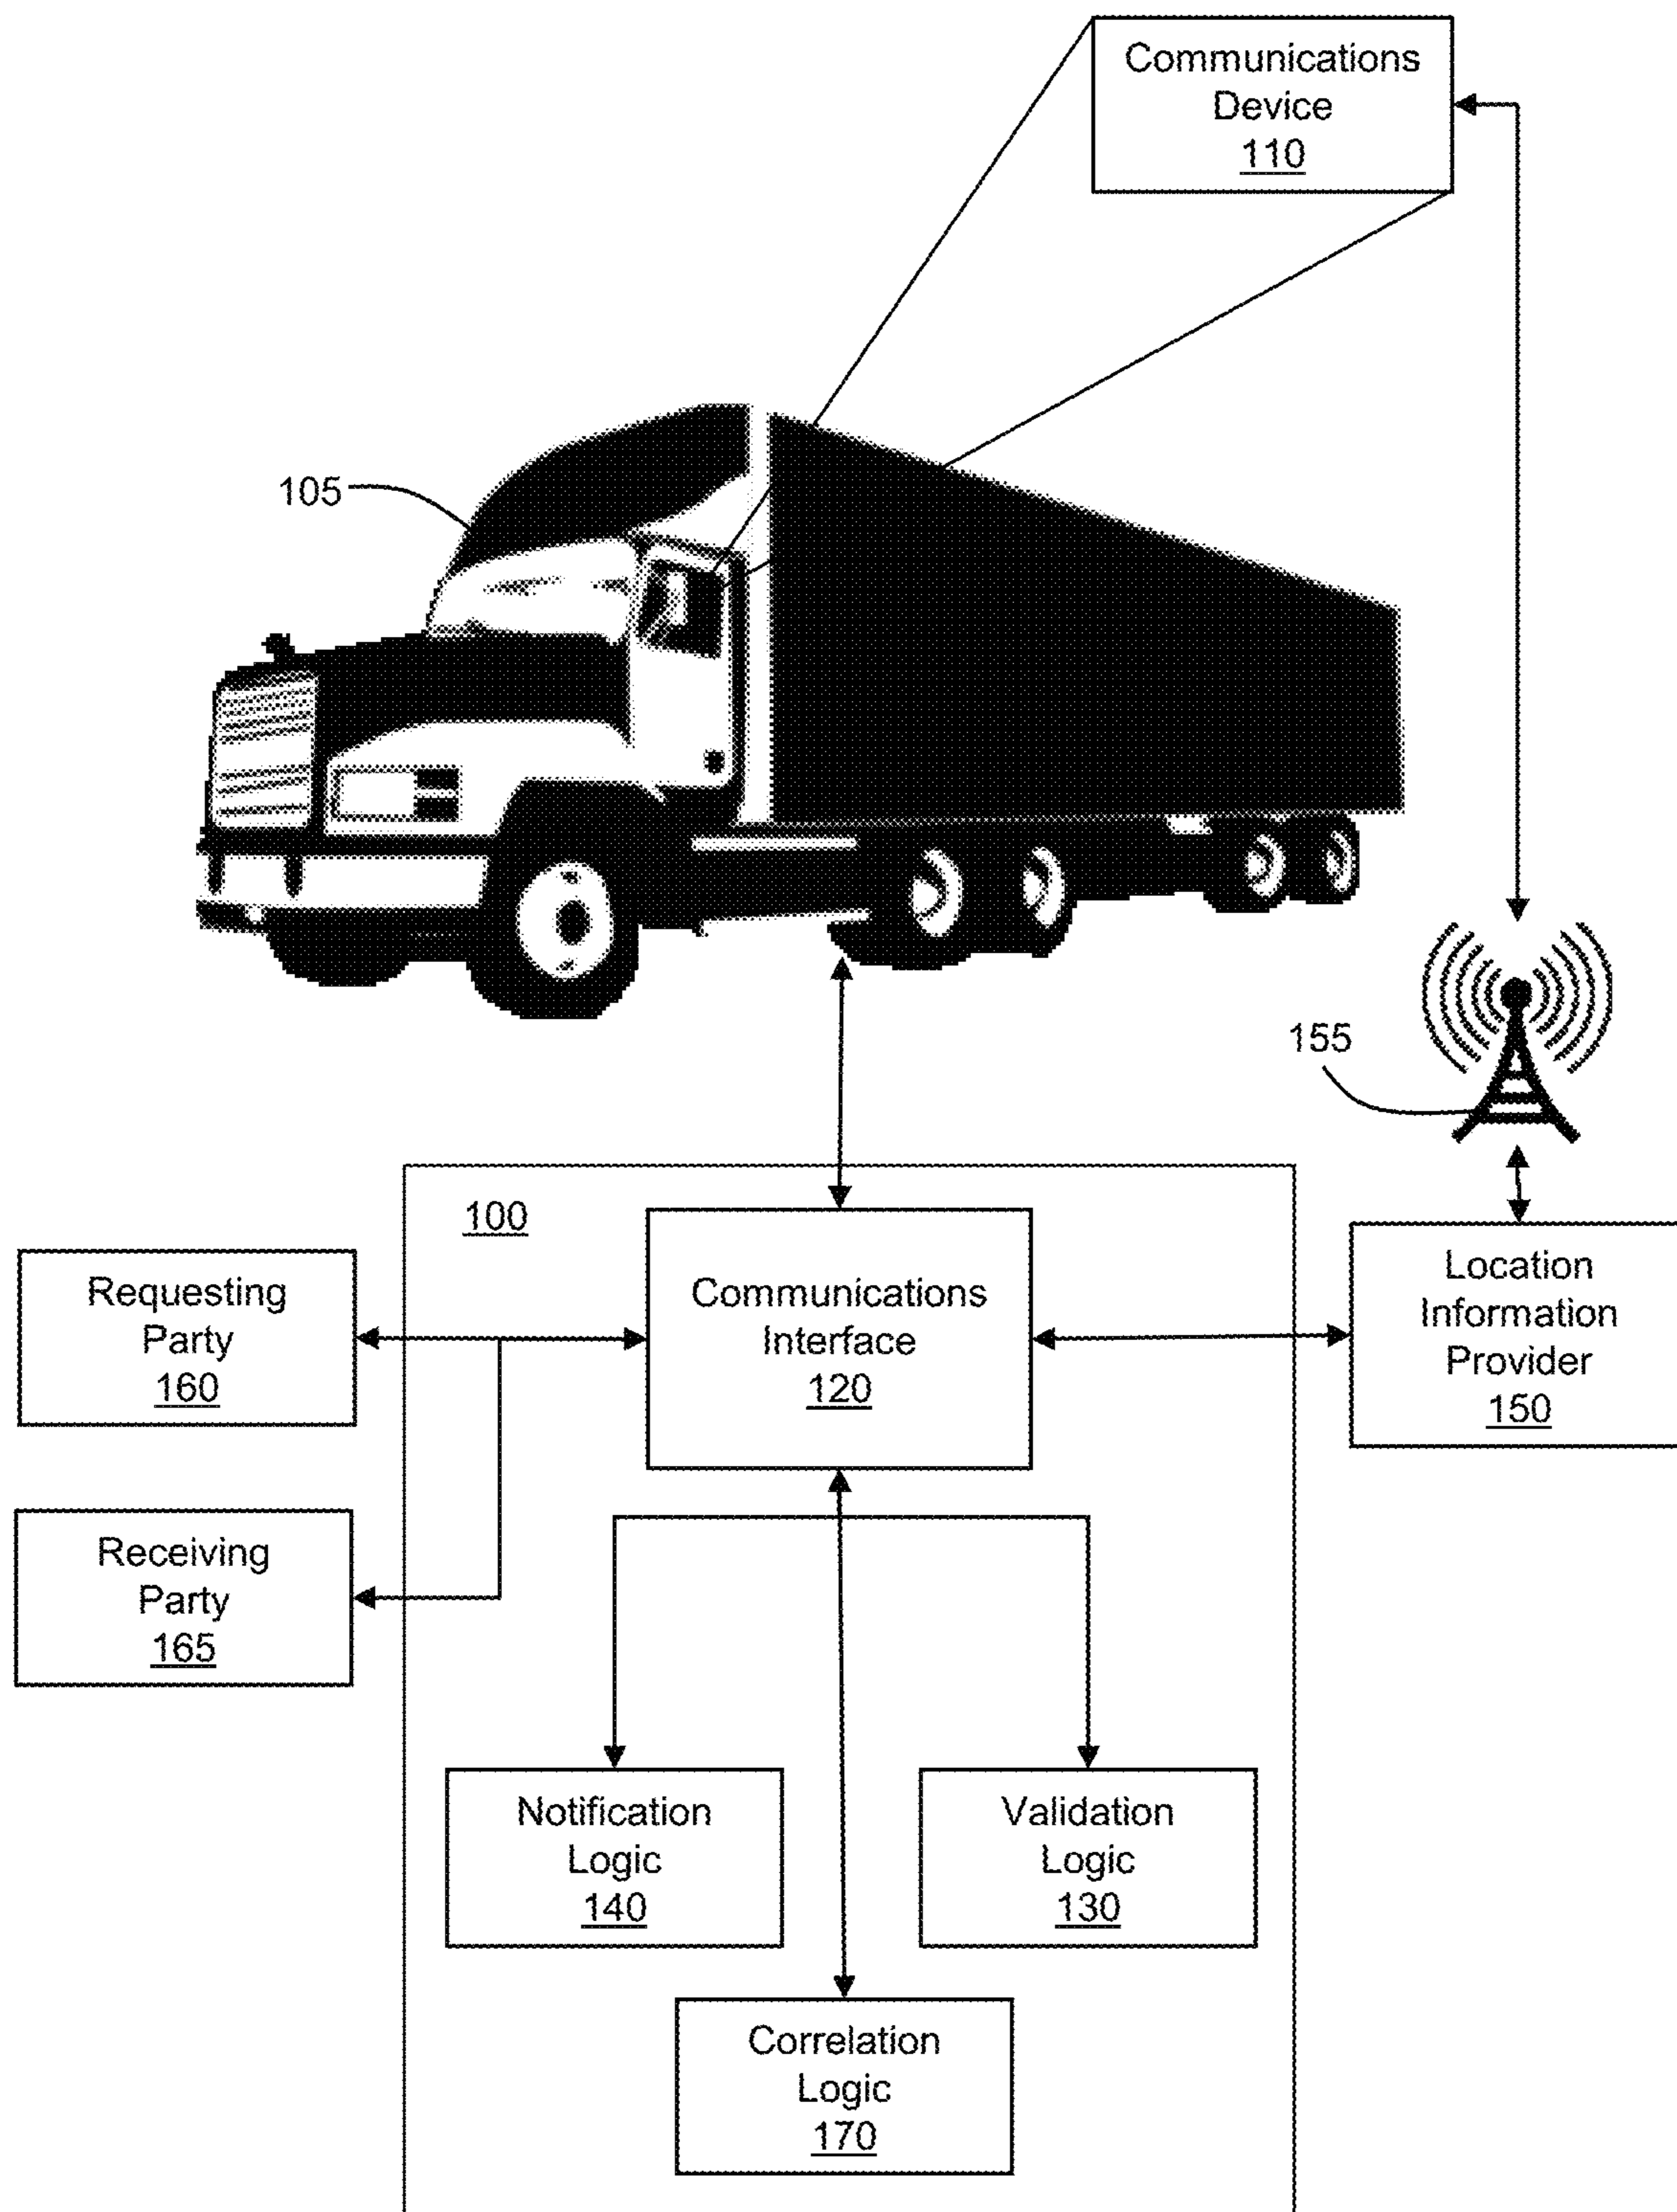 Communications
Device
110
105
155
100
Requesting
Party
160
Communications
Interface
120
Location
Information
Provider
150
Receiving
Party
165
Notification
Logic
140
Validation
Logic
130
Correlation
Logic
170